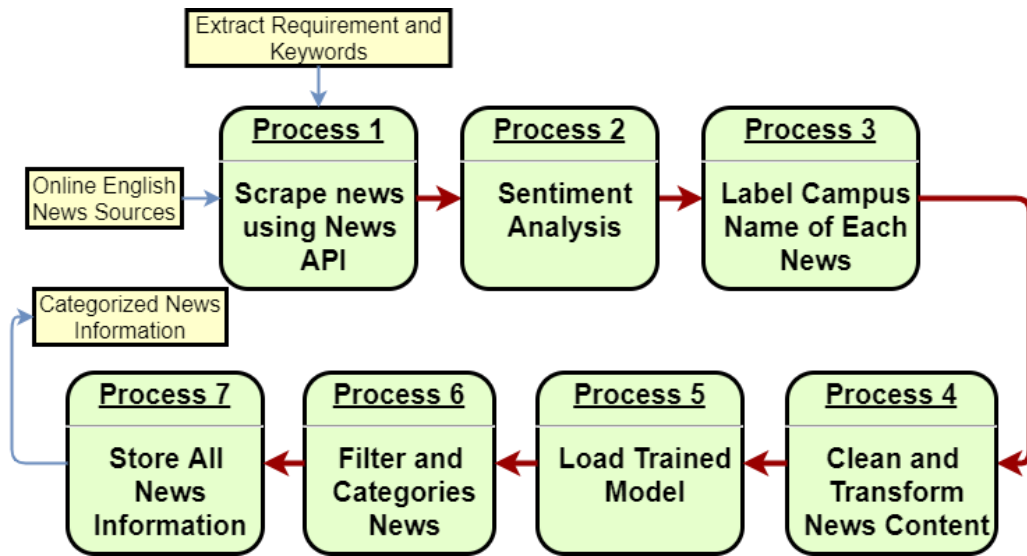 Extract Requirement and
Keywords
Online English
News Sources
Process 1
Scrape news
using News
API
Process 2
Sentiment
Analysis
Process 3
Label Campus
Name of Each
News
Categorized News
Information
Process 7
Store All
News
Information
Process 6
Filter and
Categories
News
Process 5
Load Trained
Model
Process 4
Clean and
Transform
News Content